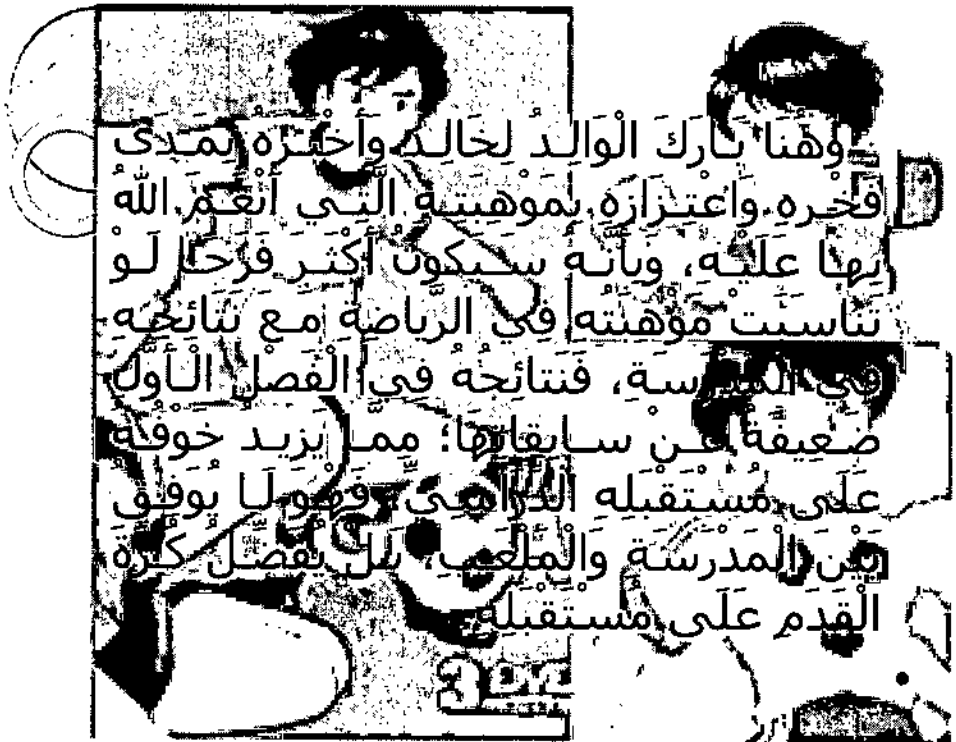 وَهُنَا بَارَكَ الْوَالِدُ لِخَالِدٍ وَأَخْبَرَهُ بِمَدَى
فَخْرِهِ وَاعْتِزَازِهِ بِمَوْهِبَتِهِ الَّتِي أَنْعَمَ اللَّهُ
بِهَا عَلَيْهِ، وَبِأَنَّهُ سَيَكُونُ أَكْثَرَ فَرَحًا لَوْ
تَنَاسَبَتْ مَوْهِبَتُه فِي الرِّيَاضَةِ مَعَ نَتَائِجِهِ
فِي الْمَدْرَسَةِ، فَنَتَائِجُهُ فِي الْفَصْلِ الْأَوَّلِ
ضَعِيفَةٌ عَنْ سَابِقَاتِهَا؛ مِمَّا يَزِيدُ خَوْفَهُ
عَلَى مُسْتَقْبَلِهِ الدِّرَاسِيِّ، فَهُوَ لَا يُوَفِّقُ
بَيْنَ الْمَدْرَسَةِ وَالْمَلْعَبِ، بَلْ يُفَضِّلُ كُرَةَ
الْقَدَمِ عَلَى مُسْتَقْبَلِهِ.